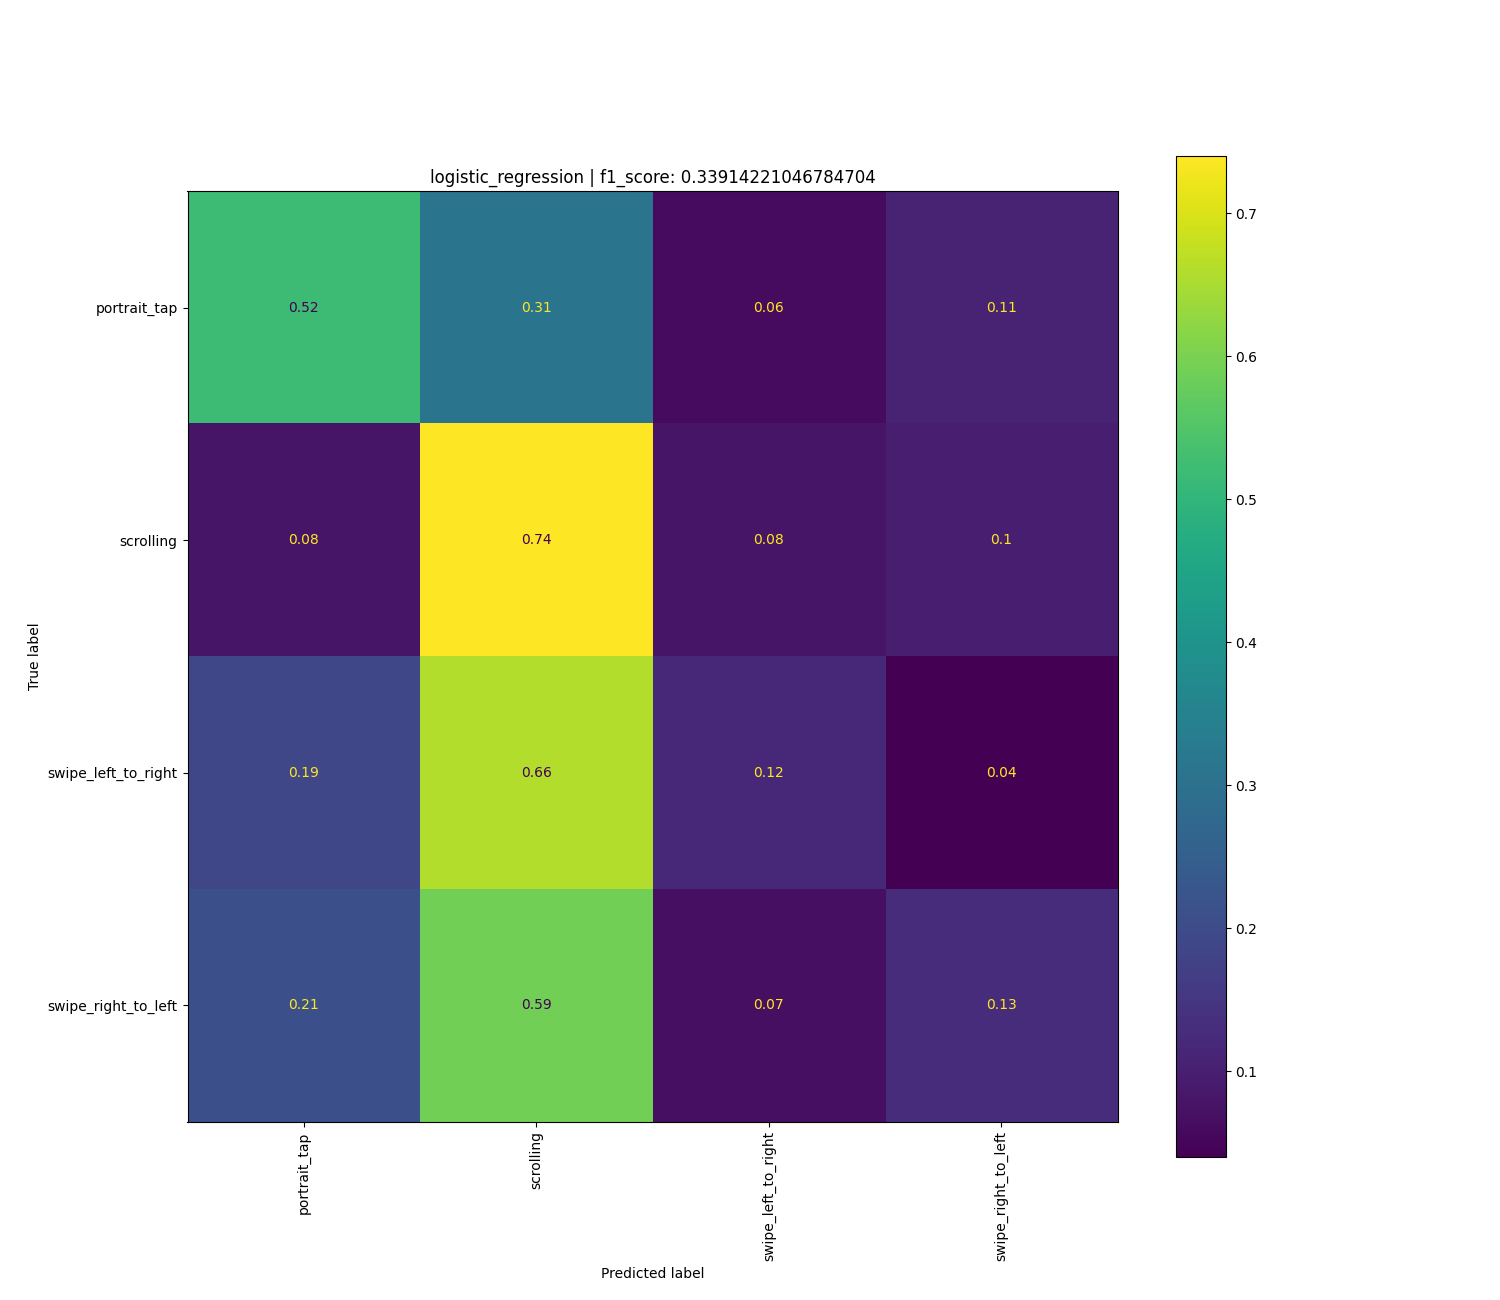 logistic_regression | f1_score: 0.33914221046784704
portrait_tap
0.52
0.31
0.06
0.11
scrolling
0.08
0.74
0.08
0.1
swipe_left_to_right
0.19
0.66
0.12
0.04
swipe_right_to_left
0.21
0.59
0.07
0.13
True label
portrait_tap
scrolling
swipe_left_to_right
swipe_right_to_left
Predicted label
0.7
0.6
0.5
0.4
0.3
0.2
0.1